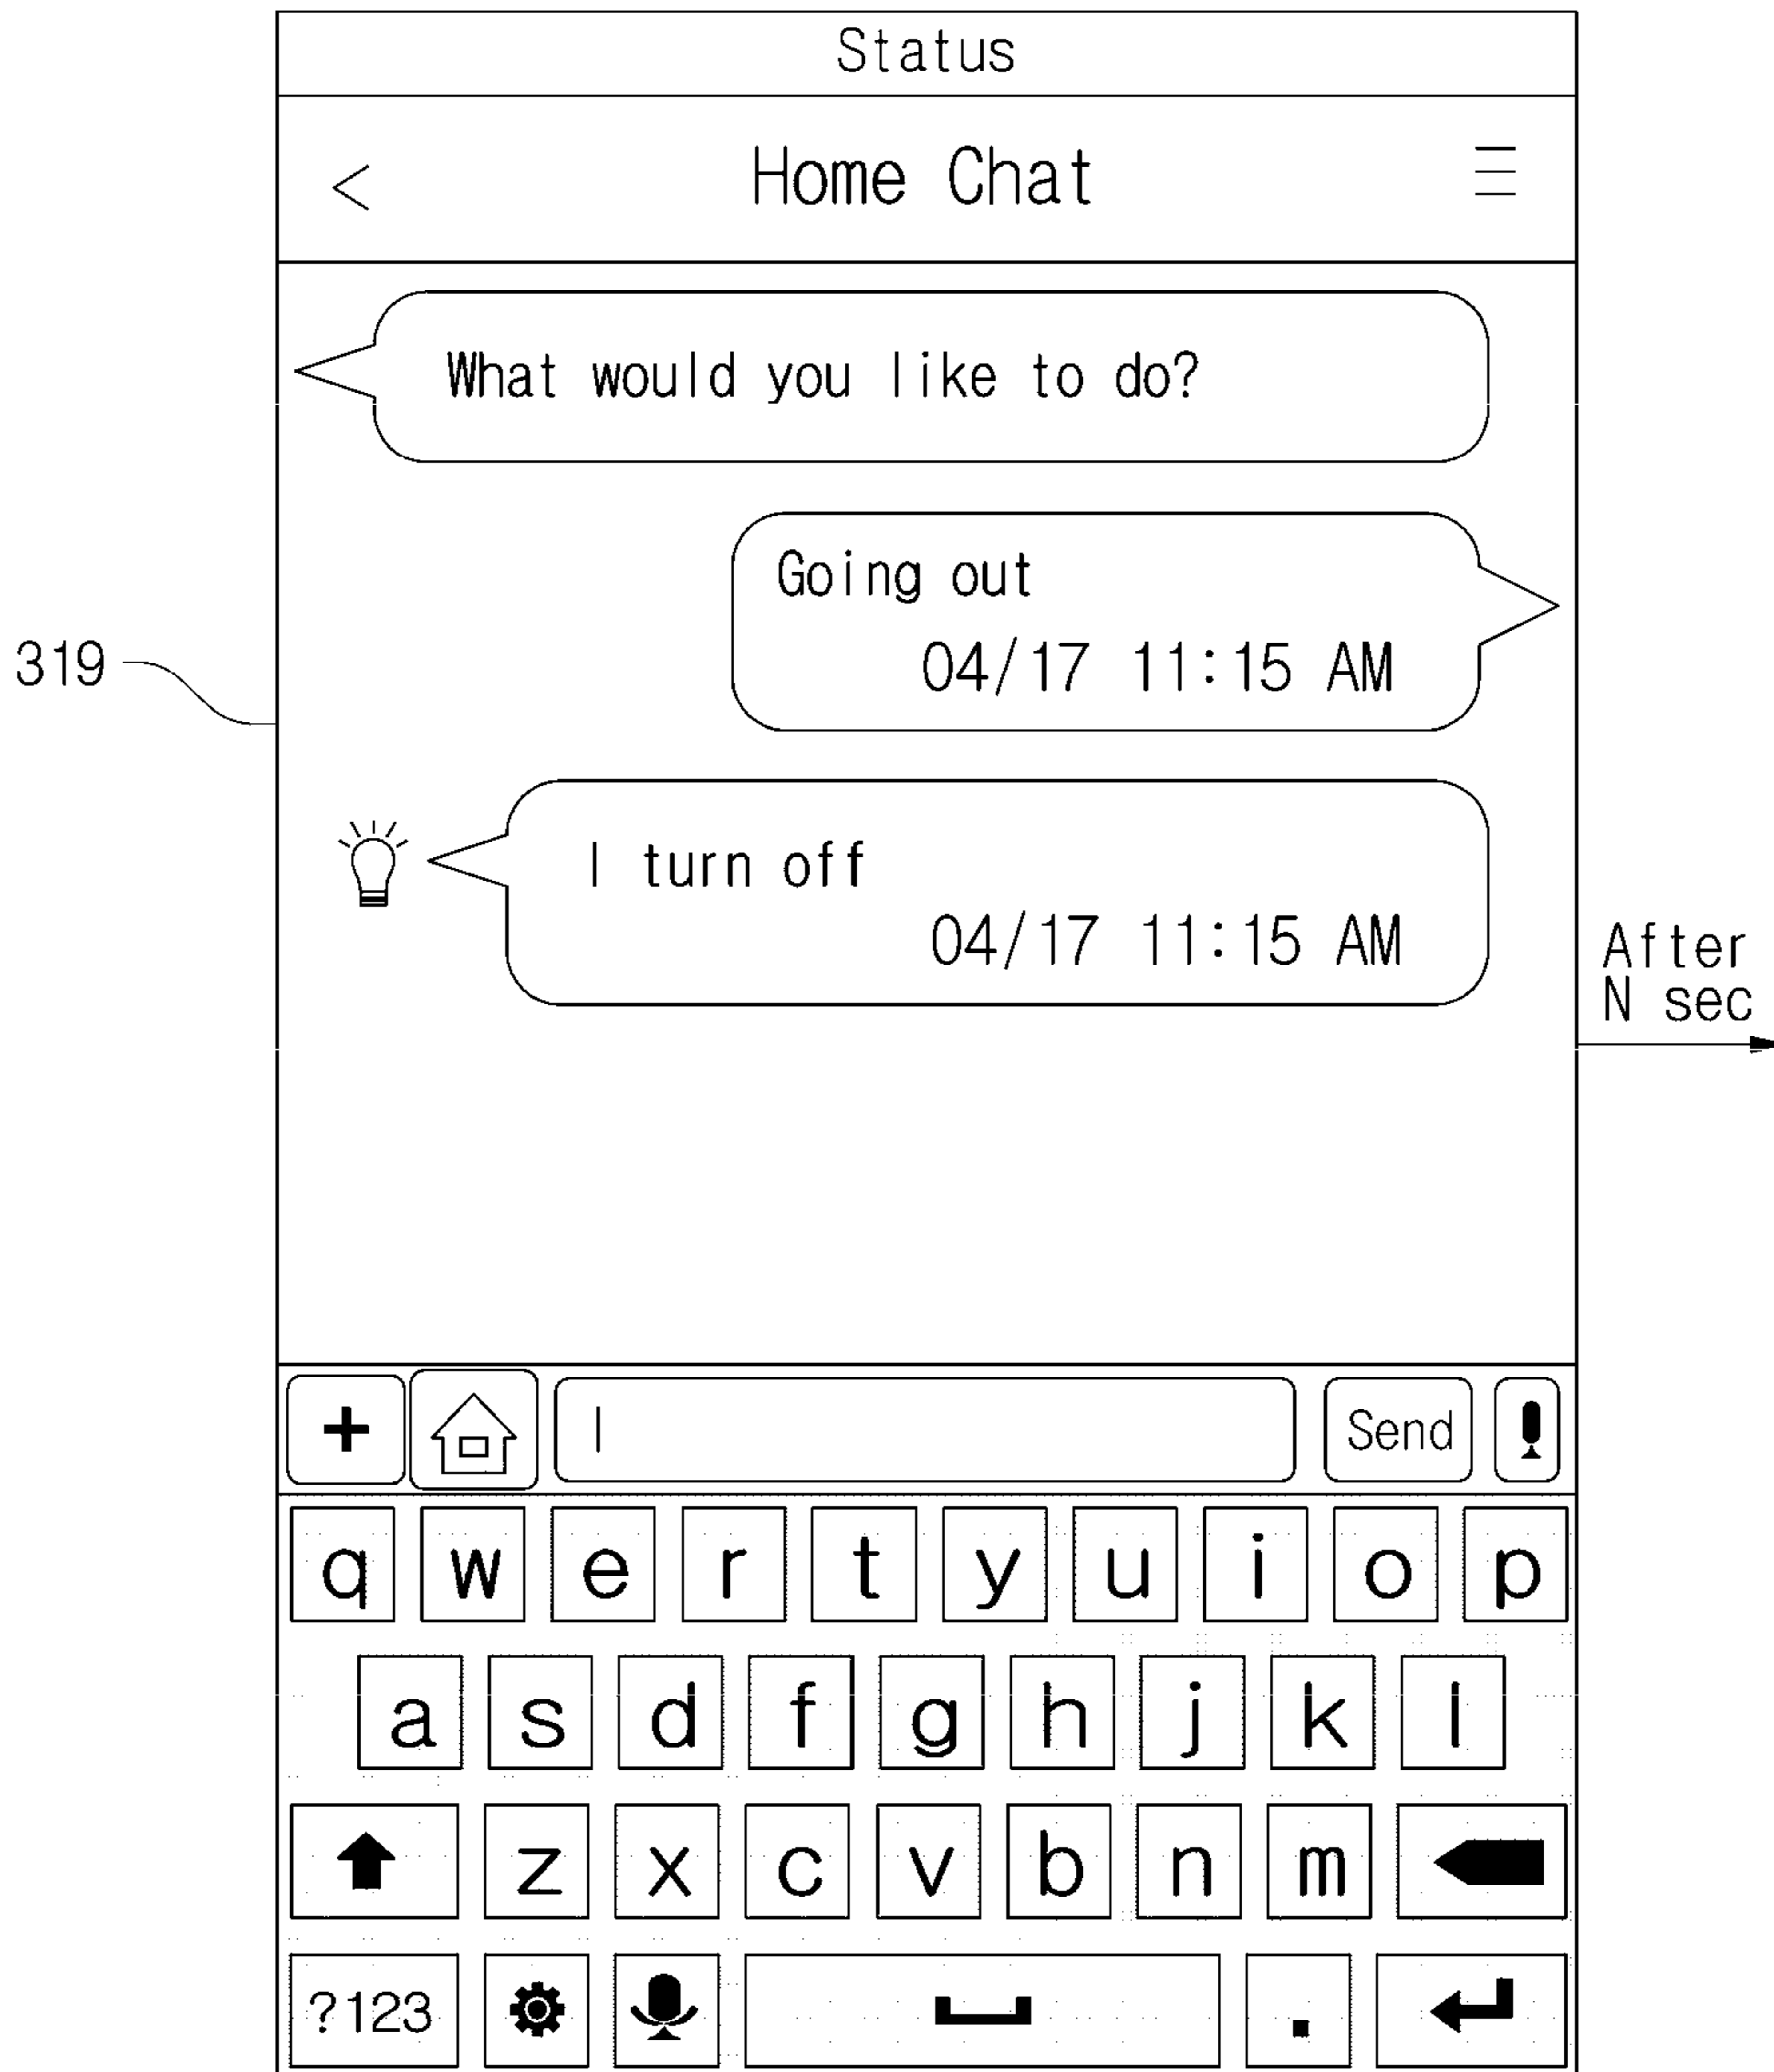 Status
< Home Chat
What would you like to do?
Going out
04/17 11:15 AM
319
I turn off
04/17 11:15 AM
After
N sec
+ Send
q w e r t y u i o p
a s d f g h j k l
z x c v b n m
?123 .